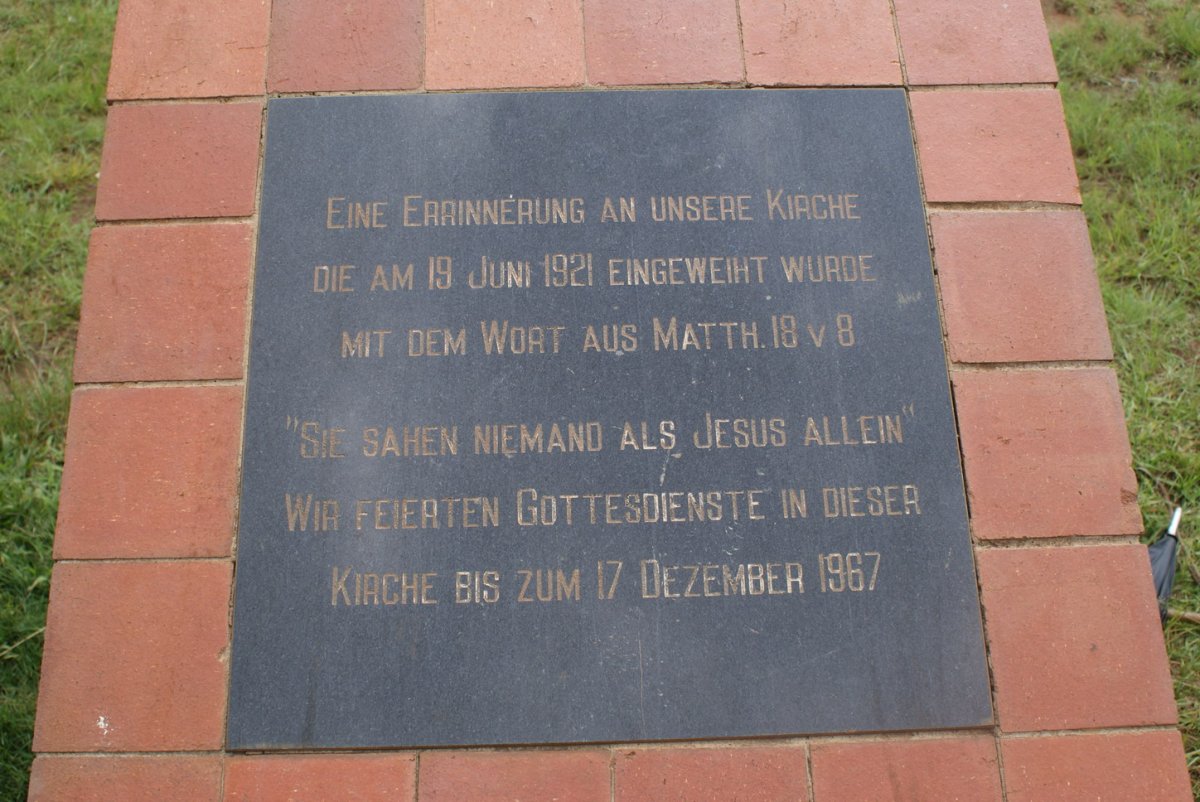 Eine Errinnerung an unsere Kirche
die am 19 Juni 1921 eingeweiht wurde
mit dem Wort aus Matth. 18 v 8
"Sie sahen niemand als Jesus allein"
Wir feierten Gottesdienste in dieser
Kirche bis zum 17 Dezember 1967